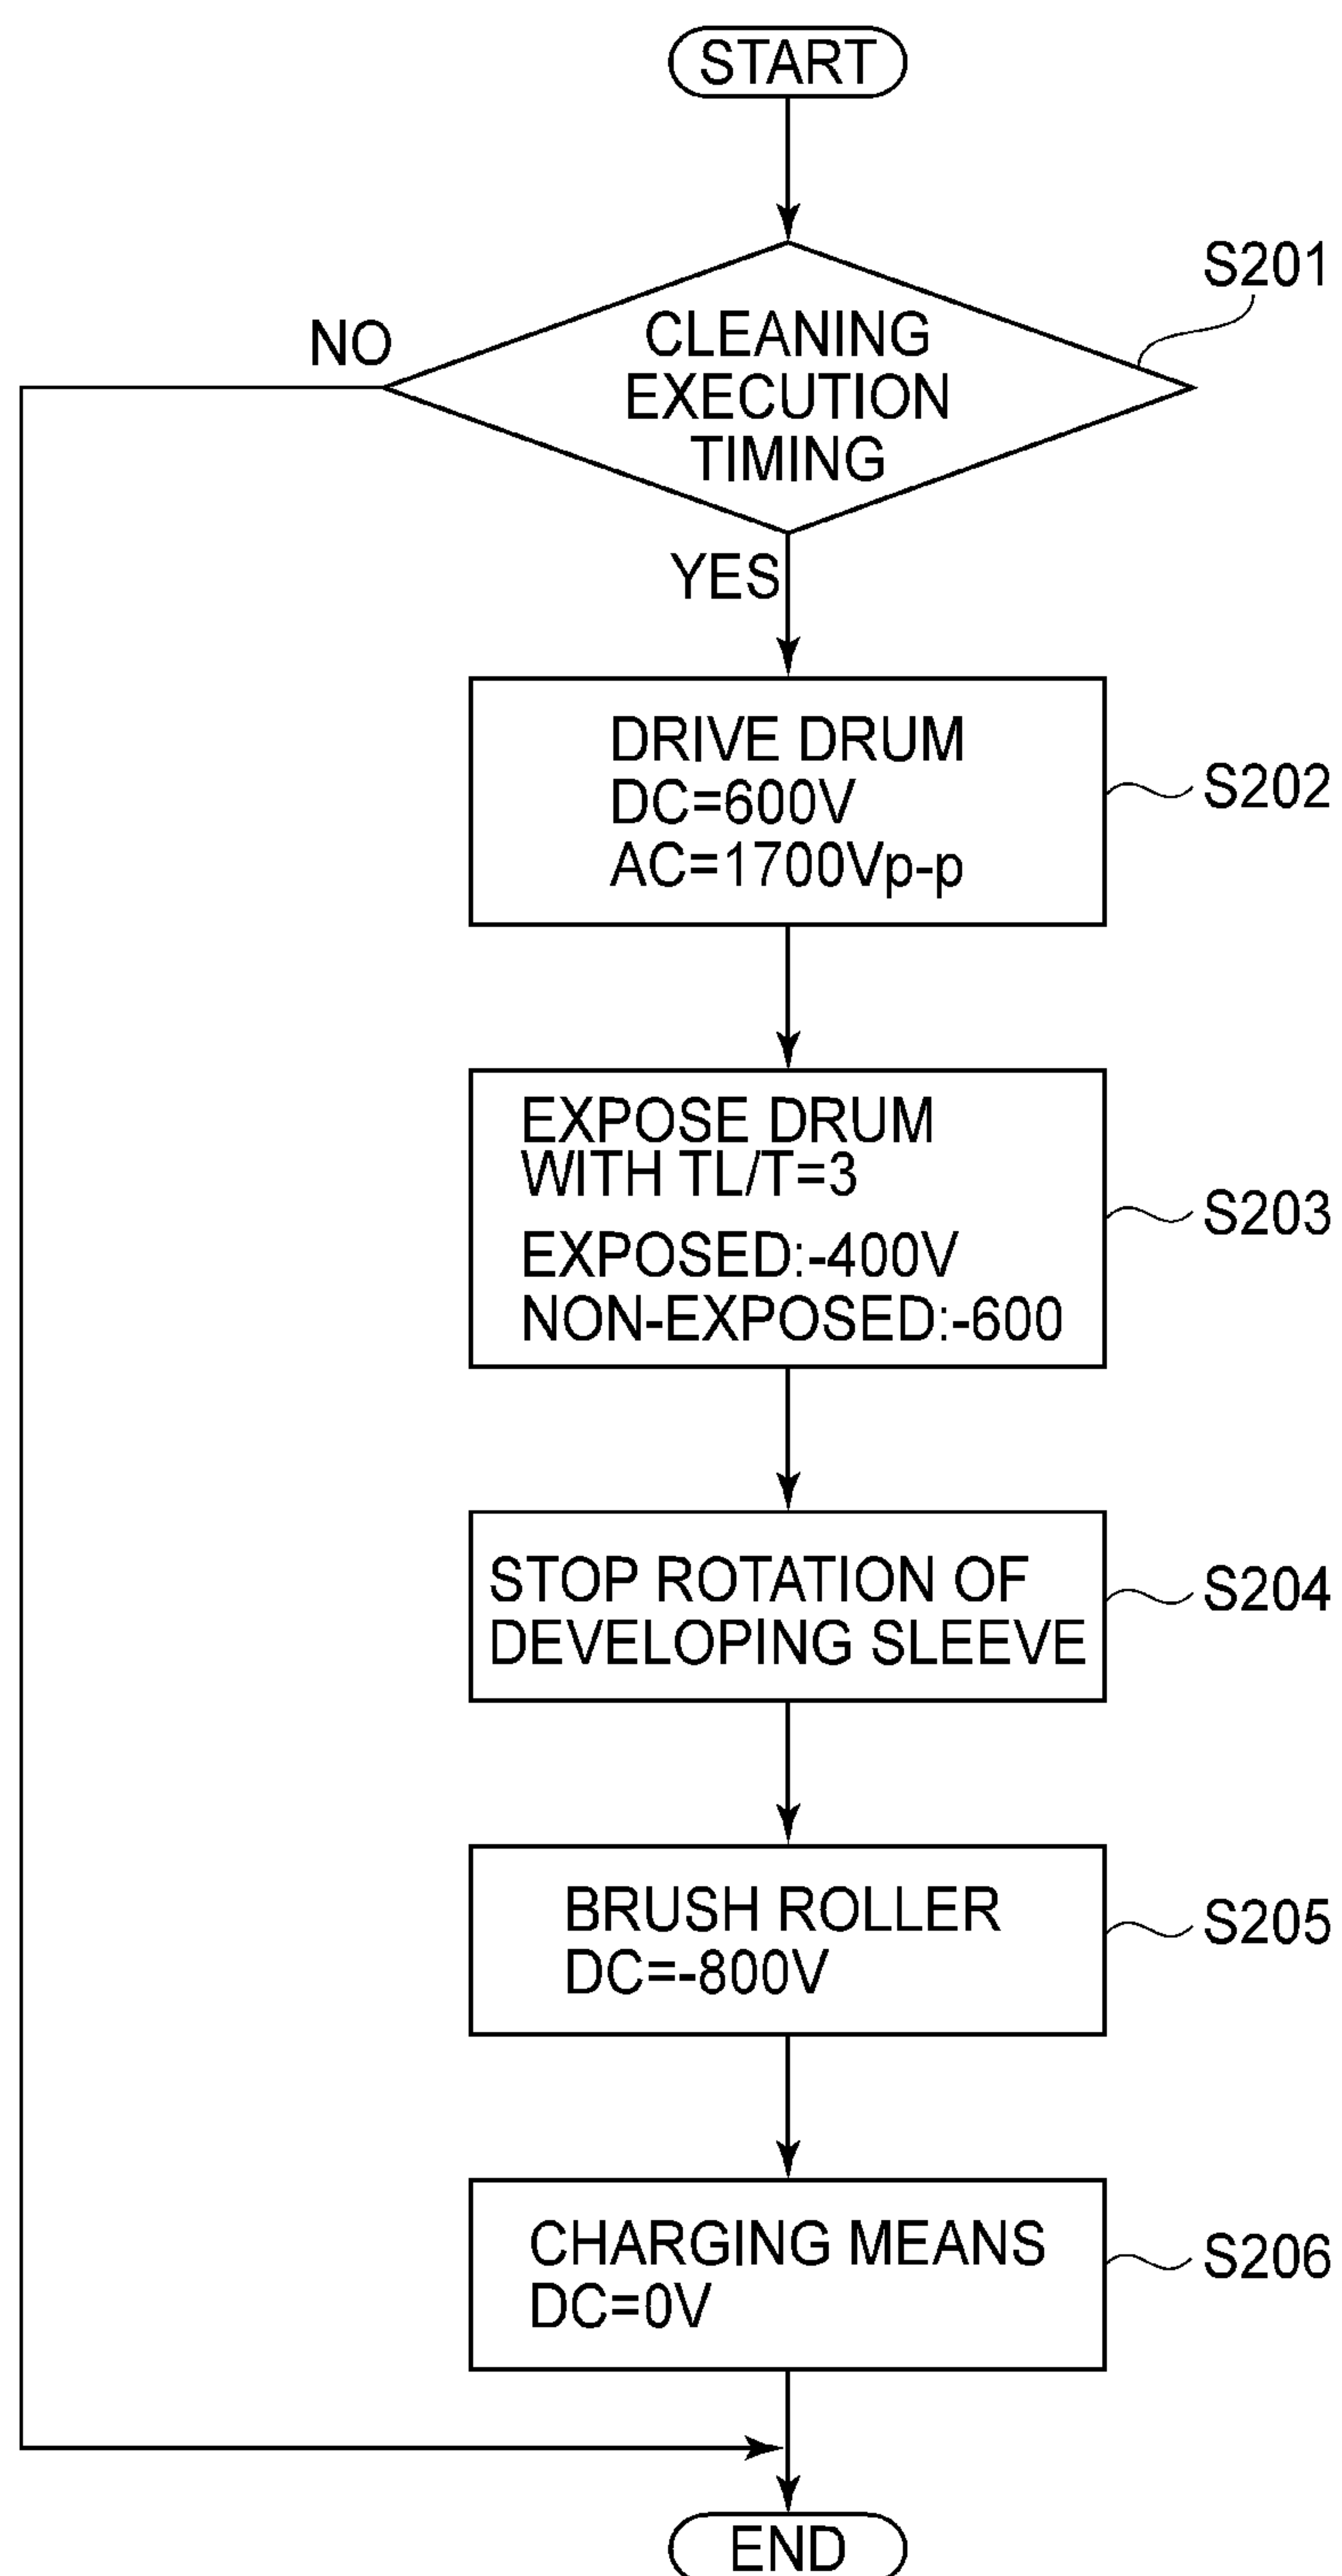 START
S201
NO
CLEANING
EXECUTION
TIMING
YES
DRIVE DRUM
DC=600V
AC=1700Vp-p
S202
EXPOSE DRUM
WITH TL/T=3
EXPOSED:-400V
NON-EXPOSED:-600
S203
STOP ROTATION OF
DEVELOPING SLEEVE
S204
BRUSH ROLLER
DC=-800V
S205
CHARGING MEANS
DC=0V
S206
END